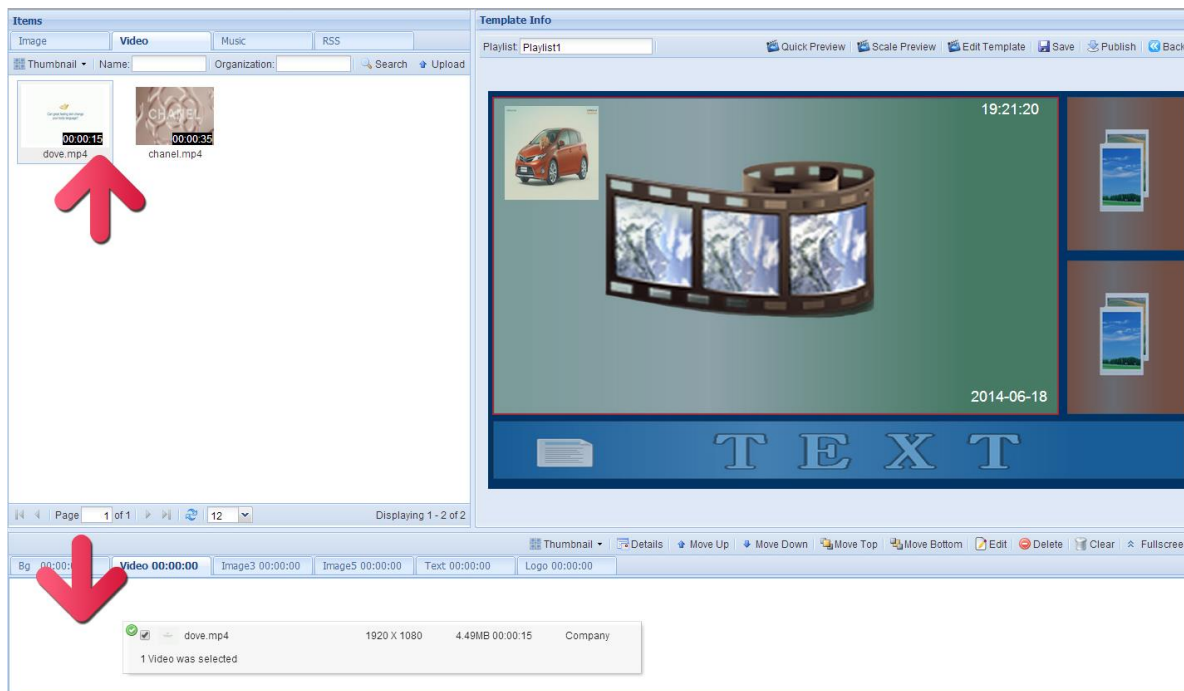 Items
Image Video Music RSS
Thumbnail Name: Organization: Search Upload
00:00:15
dove.mp4
CHANEL
00:00:35
chanel.mp4
Page 1 of 1 12 Displaying 1 - 2 of 2
Template Info
Playlist: Playlist1 Quick Preview Scale Preview Edit Template Save Publish Back
19:21:20
2014-06-18
TEXT
Thumbnail Details Move Up Move Down Move Top Move Bottom Edit Delete Clear Fullscree
Bg Video 00:00:00 Image3 00:00:00 Image5 00:00:00 Text 00:00:00 Logo 00:00:00
dove.mp4 1920 X 1080 4.49MB 00:00:15 Company
1 Video was selected